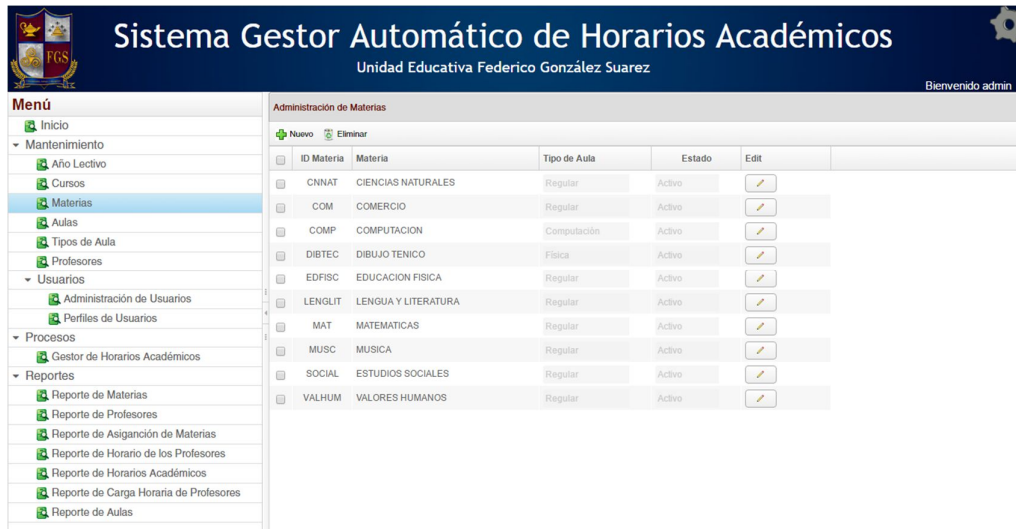 FGS
Sistema Gestor Automático de Horarios Académicos
Unidad Educativa Federico González Suarez
Bienvenido admin
Menú
Inicio
Mantenimiento
Año Lectivo
Cursos
Materias
Aulas
Tipos de Aula
Profesores
Usuarios
Administración de Usuarios
Perfiles de Usuarios
Procesos
Gestor de Horarios Académicos
Reportes
Reporte de Materias
Reporte de Profesores
Reporte de Asiganción de Materias
Reporte de Horario de los Profesores
Reporte de Horarios Académicos
Reporte de Carga Horaria de Profesores
Reporte de Aulas
Administración de Materias
Nuevo Eliminar
ID Materia Materia Tipo de Aula Estado Edit
CNNAT CIENCIAS NATURALES Regular Activo
COM COMERCIO Regular Activo
COMP COMPUTACION Computación Activo
DIBTEC DIBUJO TENICO Física Activo
EDFISC EDUCACION FISICA Regular Activo
LENGLIT LENGUA Y LITERATURA Regular Activo
MAT MATEMATICAS Regular Activo
MUSC MUSICA Regular Activo
SOCIAL ESTUDIOS SOCIALES Regular Activo
VALHUM VALORES HUMANOS Regular Activo